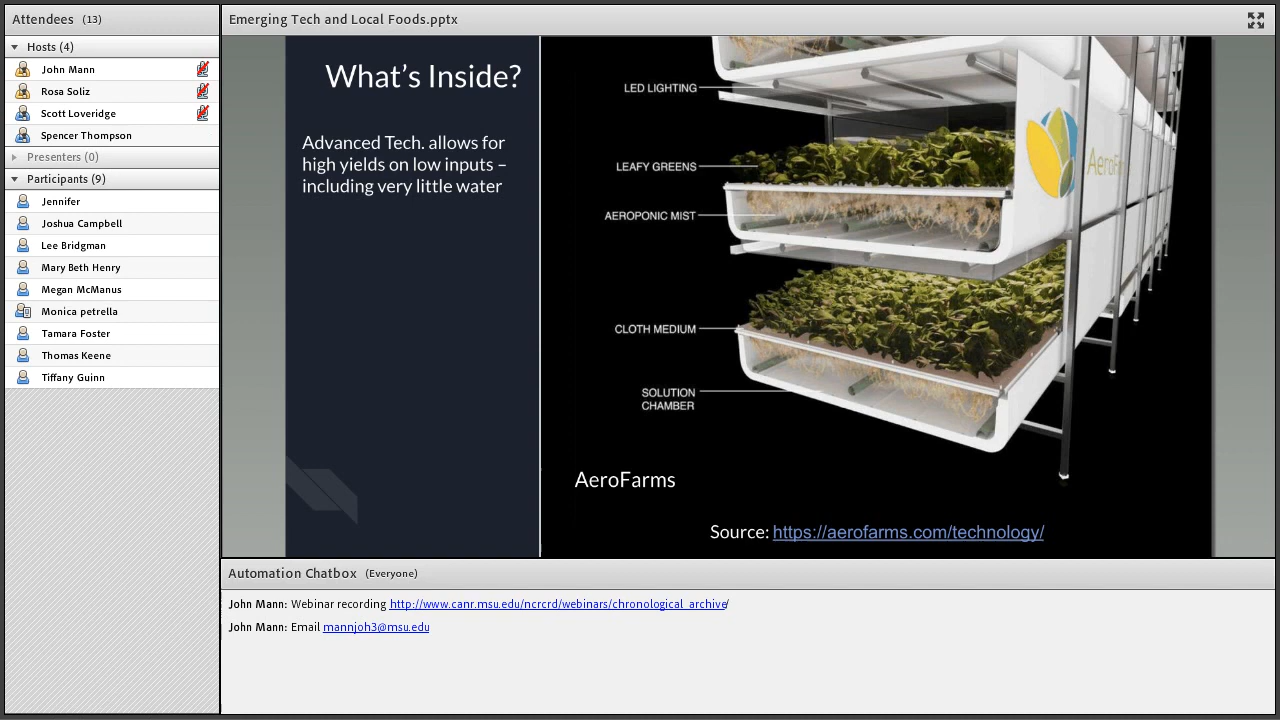 Attendees (13)
Hosts (4)
John Mann
Rosa Soliz
Scott Loveridge
Spencer Thompson
Presenters (0)
Participants (9)
Jennifer
Joshua Campbell
Lee Bridgman
Mary Beth Henry
Megan McManus
Monica petrella
Tamara Foster
Thomas Keene
Tiffany Guinn
Emerging Tech and Local Foods.pptx
What's Inside?
Advanced Tech. allows for
high yields on low inputs –
including very little water
LED LIGHTING
LEAFY GREENS
AEROPONIC MIST
CLOTH MEDIUM
SOLUTION
CHAMBER
AeroFarms
Source: https://aerofarms.com/technology/
Automation Chatbox (Everyone)
John Mann: Webinar recording http://www.canr.msu.edu/ncrcrd/webinars/chronological_archive/
John Mann: Email mannjoh3@msu.edu